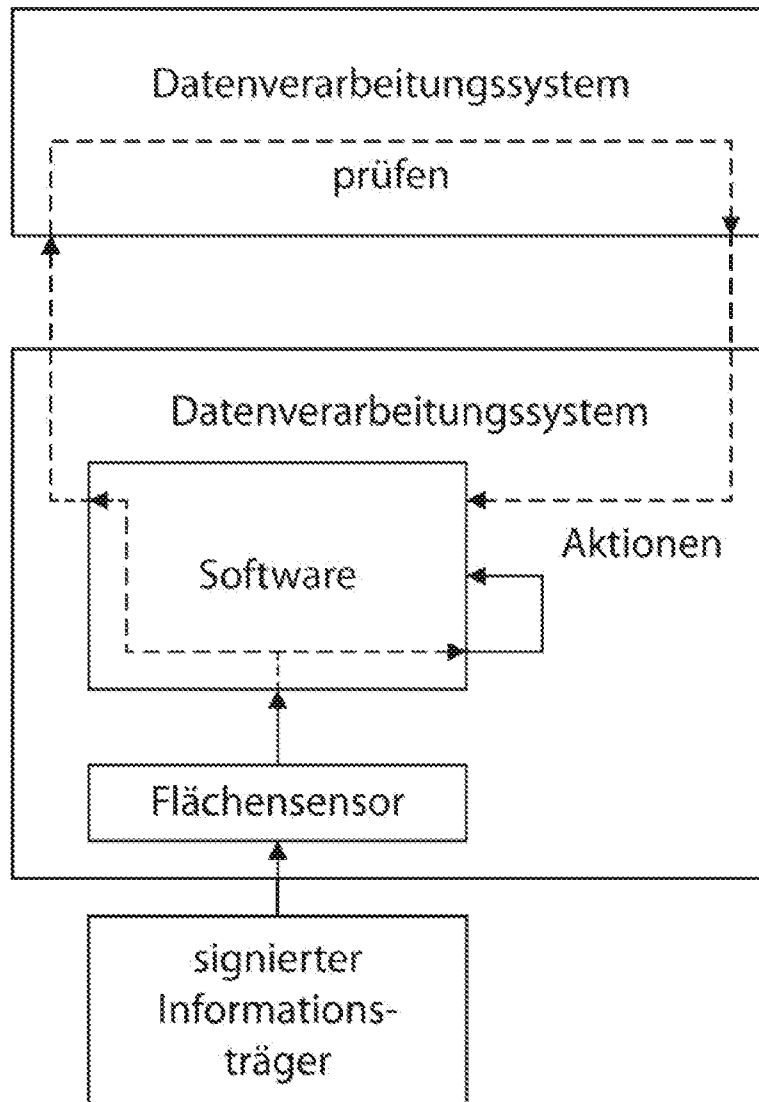 Datenverarbeitungssystem
prüfen
Datenverarbeitungssystem
Aktionen
Software
Flächensensor
signierter
Informations-
träger